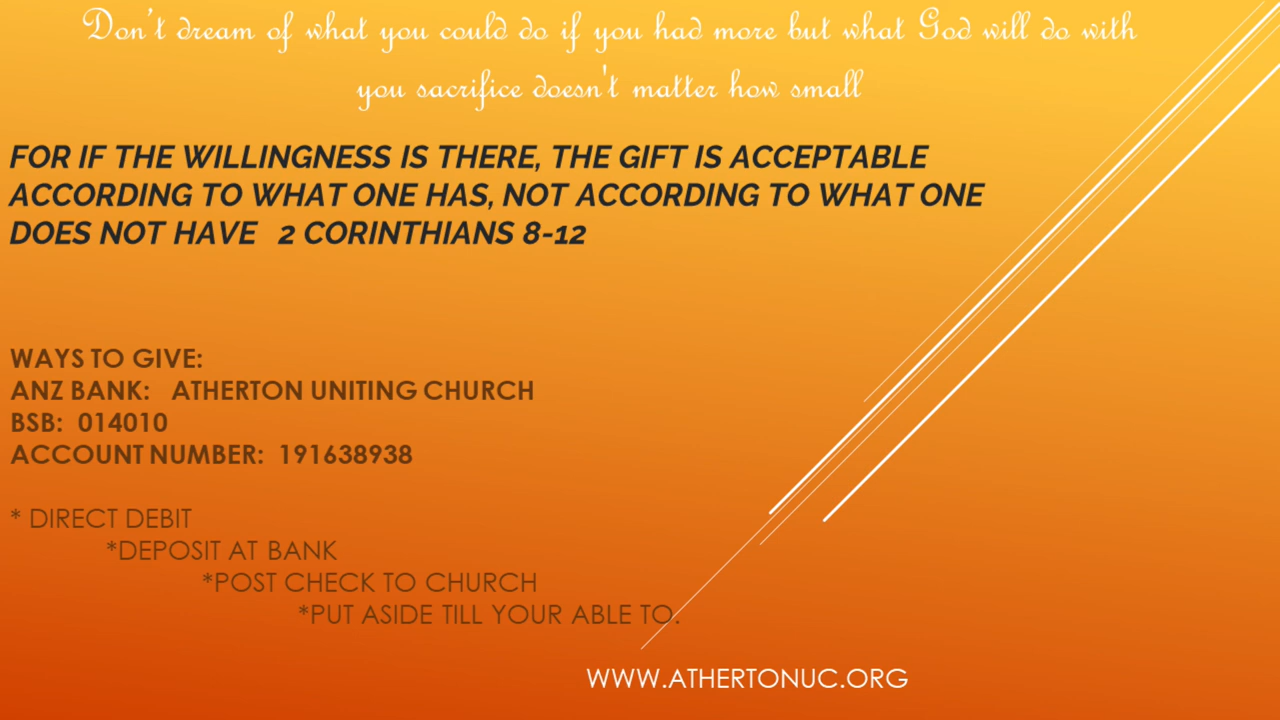 Don't dream of what you could do if you had more but what God will do with
you sacrifice doesn't matter how small
FOR IF THE WILLINGNESS IS THERE, THE GIFT IS ACCEPTABLE
ACCORDING TO WHAT ONE HAS, NOT ACCORDING TO WHAT ONE
DOES NOT HAVE 2 CORINTHIANS 8-12
WAYS TO GIVE:
ANZ BANK: ATHERTON UNITING CHURCH
BSB: 014010
ACCOUNT NUMBER: 191638938
* DIRECT DEBIT
*DEPOSIT AT BANK
*POST CHECK TO CHURCH
*PUT ASIDE TILL YOUR ABLE TO.
WWW.ATHERTONUC.ORG